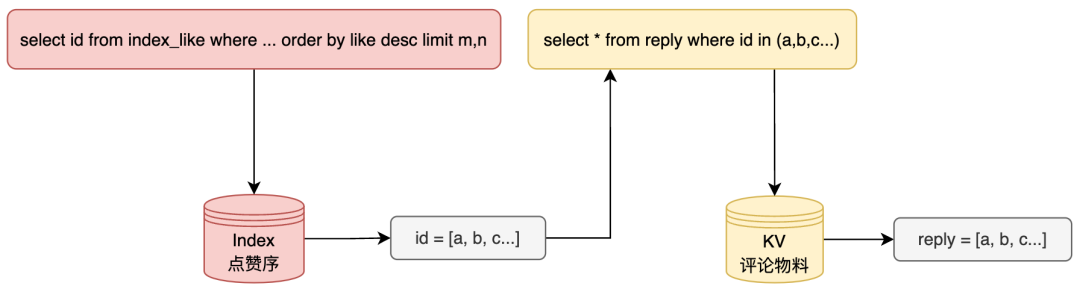 select id from index_like where ... order by like desc limit m,n
select * from reply where id in (a,b,c...)
Index
点赞序
id = [a, b, c...]
KV
评论物料
reply = [a, b, c...]